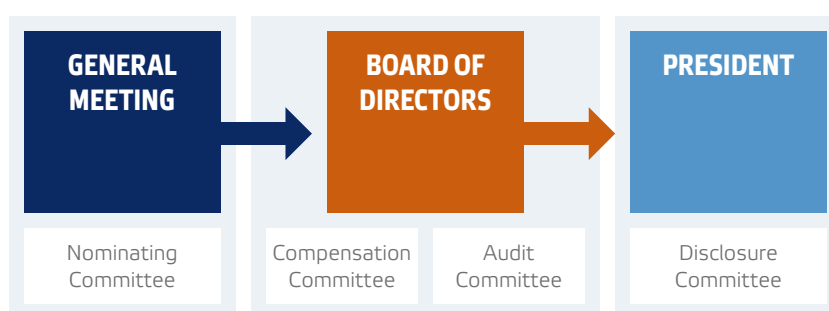 GENERAL
MEETING
BOARD OF
DIRECTORS
PRESIDENT
Nominating
Committee
Compensation
Committee
Audit
Committee
Disclosure
Committee